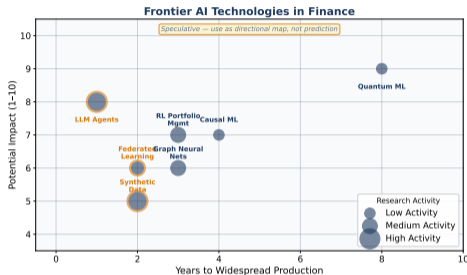 Frontier AI Technologies in Finance
Speculative — use as directional map, not prediction
10
9
8
7
6
5
4
Potential Impact (1–10)
Quantum ML
LLM Agents
RL Portfolio
Mgmt
Causal ML
Federated
Learning
Graph Neural
Nets
Synthetic
Data
Research Activity
Low Activity
Medium Activity
High Activity
0
2
4
6
8
10
Years to Widespread Production